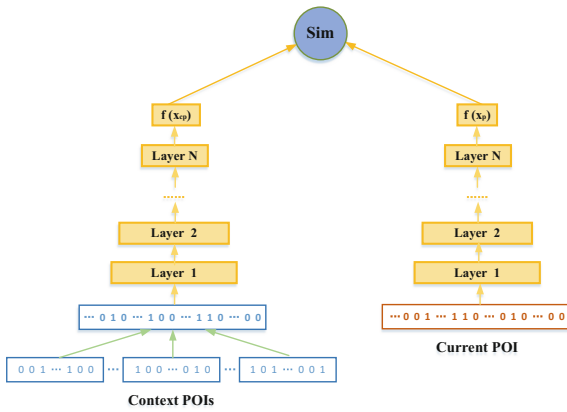 Sim
f (x_cp) f (x_p)
Layer N Layer N
...... ......
Layer 2 Layer 2
Layer 1 Layer 1
··· 0 1 0 ··· 1 0 0 ··· 1 1 0 ··· 0 0 ··· 0 0 1 ··· 1 1 0 ··· 0 1 0 ··· 0 0
Current POI
0 0 1 ··· 1 0 0 ··· 1 0 0 ··· 0 1 0 ··· 1 0 1 ··· 0 0 1
Context POIs